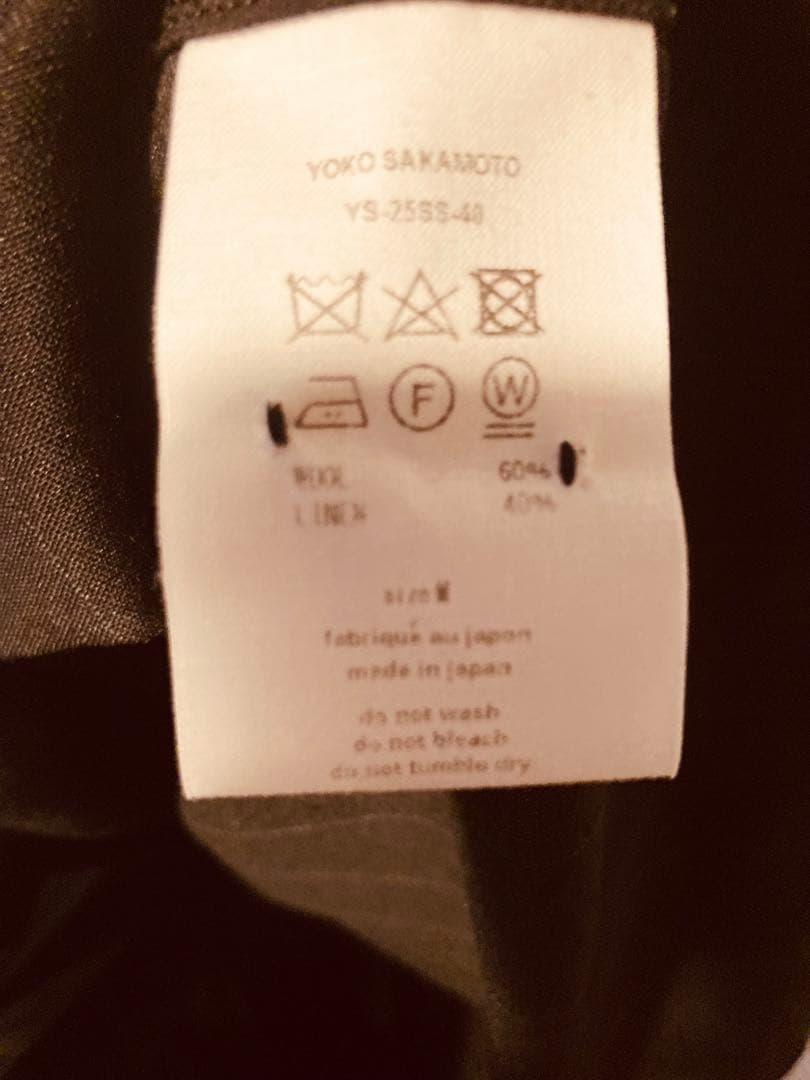 YOKO SAKAMOTO
YS-25SS-40
F W
WOOL 60%
LINEN 40%
size M
fabriqué au japon
made in japan
do not wash
do not bleach
do not tumble dry